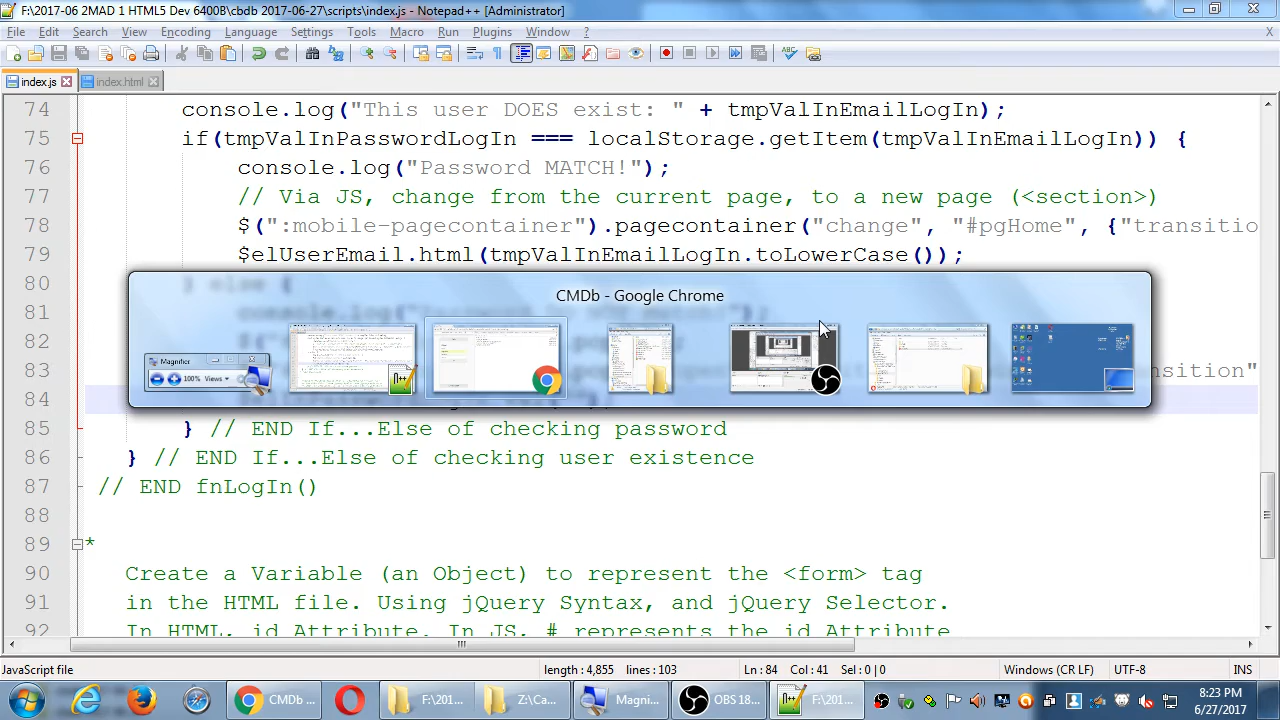 F:\2017-06 2MAD 1 HTML5 Dev 64008\cbdb 2017-06-27\scripts\index.js - Notepad++ [Administrator]
File Edit Search View Encoding Language Settings Tools Macro Run Plugins Window ? X
index.js index.html
74 console.log("This user DOES exist: " + tmpValInEmailLogIn);
75 if(tmpValInPasswordLogIn === localStorage.getItem(tmpValInEmailLogIn)) {
76 console.log("Password MATCH!");
77 // Via JS, change from the current page, to a new page (<section>)
78 $(":mobile-pagecontainer").pagecontainer("change", "#pgHome", {"transitio
79 $elUserEmail.html(tmpValInEmailLogIn.toLowerCase());
80 } else {
CMDb - Google Chrome
81
82
83 transition"
84
Magnifier
100% Views
85 } // END If...Else of checking password
86 } // END If...Else of checking user existence
87 // END fnLogIn()
88
89 *
90 Create a Variable (an Object) to represent the <form> tag
91 in the HTML file. Using jQuery Syntax, and jQuery Selector.
92 In HTML, id Attribute. In JS, # represents the id Attribute
JavaScript file length : 4,855 lines : 103 Ln : 84 Col : 41 Sel : 0 | 0 Windows (CR LF) UTF-8 INS
CMDb ... F:\201... Z:\Ca... Magni... OBS 18... F:\201... 8:23 PM
6/27/2017